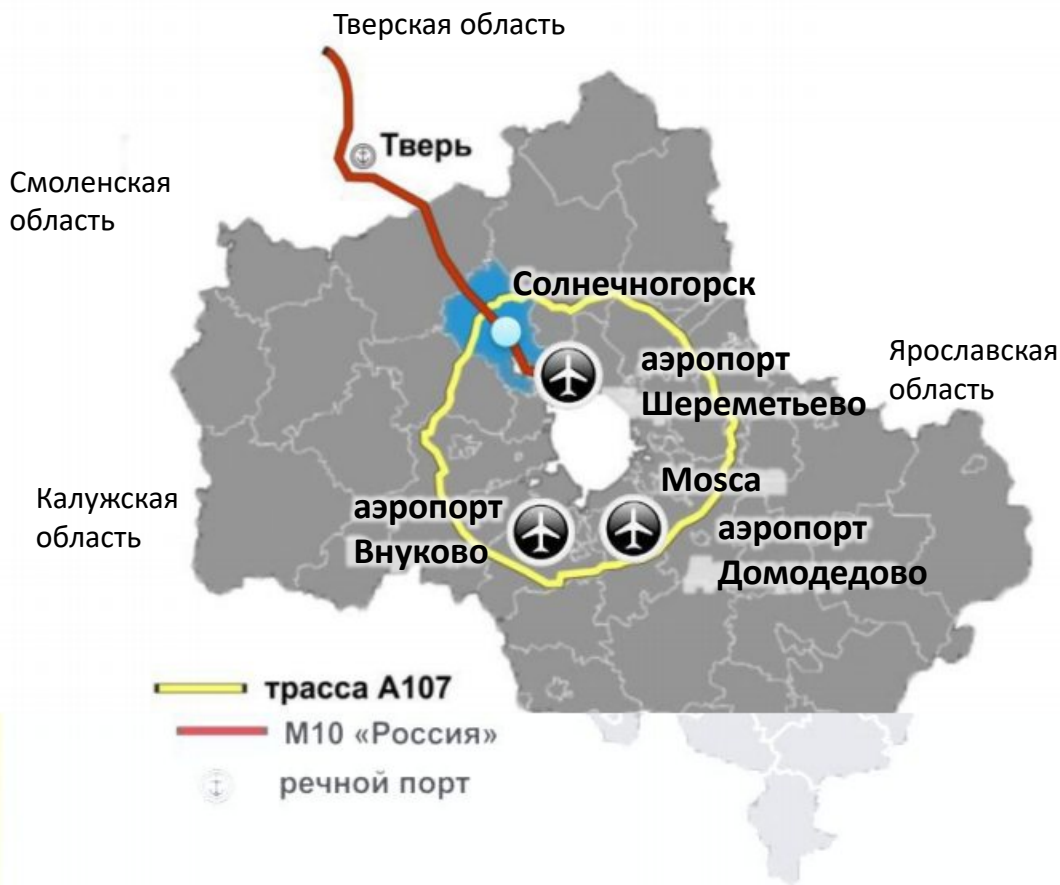 Тверская область
Тверь
Смоленская
область
Солнечногорск
аэропорт
Шереметьево
Ярославская
область
Mosca
Калужская
область
аэропорт
Внуково
аэропорт
Домодедово
трасса А107
М10 «Россия»
речной порт